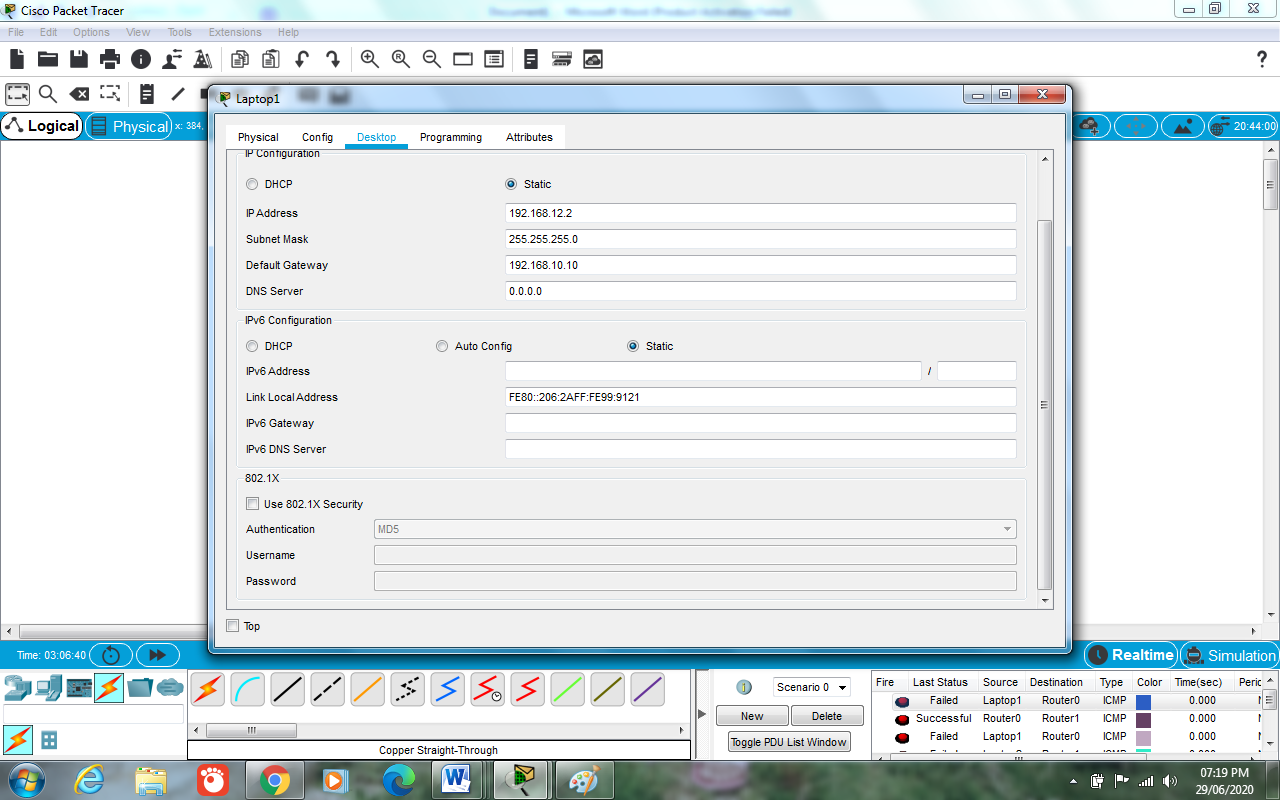 Cisco Packet Tracer
File Edit Options View Tools Extensions Help
Laptop1
Logical Physical x: 384, 20:44:00
Physical Config Desktop Programming Attributes
IP Configuration
DHCP Static
IP Address 192.168.12.2
Subnet Mask 255.255.255.0
Default Gateway 192.168.10.10
DNS Server 0.0.0.0
IPv6 Configuration
DHCP Auto Config Static
IPv6 Address /
Link Local Address FE80::206:2AFF:FE99:9121
IPv6 Gateway
IPv6 DNS Server
802.1X
Use 802.1X Security
Authentication MD5
Username
Password
Top
Time: 03:06:40 Realtime Simulation
Scenario 0
New Delete
Toggle PDU List Window
Copper Straight-Through
Fire Last Status Source Destination Type Color Time(sec) Perio
Failed Laptop1 Router0 ICMP 0.000
Successful Router0 Router1 ICMP 0.000
Failed Laptop1 Router0 ICMP 0.000
07:19 PM
29/06/2020